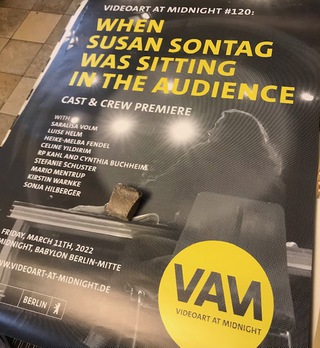 VIDEOART AT MIDNIGHT #120:
WHEN
SUSAN SONTAG
WAS SITTING
IN THE AUDIENCE
CAST & CREW PREMIERE
WITH
SARALISA VOLM
LUISE HELM
HEIKE-MELBA FENDEL
CELINE YILDIRIM
RP KAHL AND CYNTHIA BUCHHEIM
STEFANIE SCHUSTER
MARIO MENTRUP
KIRSTIN WARNKE
SONJA HILBERGER
FRIDAY, MARCH 11TH, 2022
MIDNIGHT, BABYLON BERLIN-MITTE
WWW.VIDEOART-AT-MIDNIGHT.DE
BERLIN
VAM
VIDEOART AT MIDNIGHT